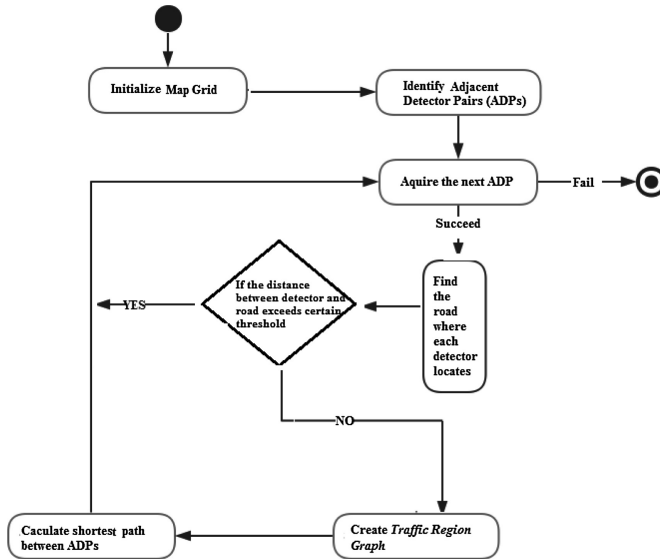 Initialize Map Grid
Identify Adjacent
Detector Pairs (ADPs)
Aquire the next ADP
Fail
Succeed
Find
the
road
where
each
detector
locates
If the distance
between detector and
road exceeds certain
threshold
YES
NO
Create Traffic Region
Graph
Caculate shortest path
between ADPs